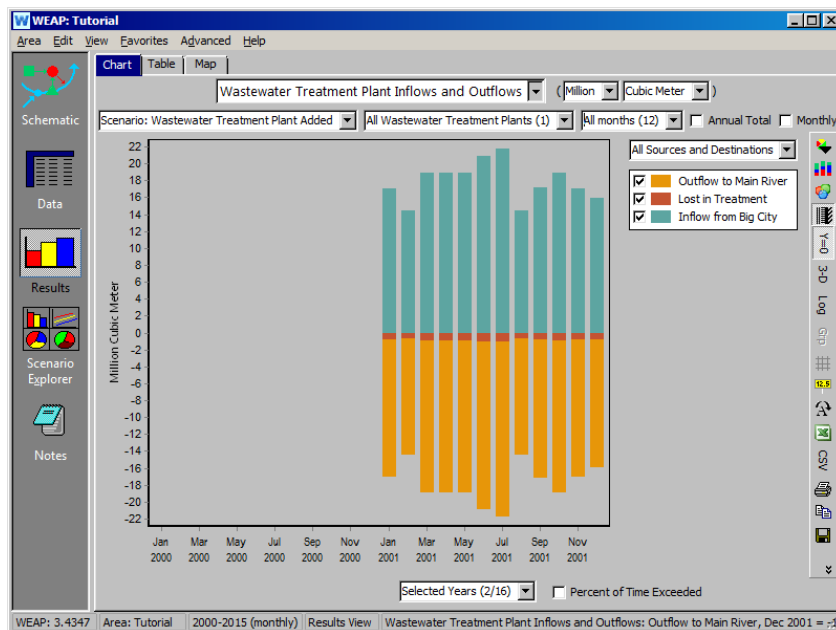 WEAP: Tutorial
Area Edit View Favorites Advanced Help
Chart Table Map
Wastewater Treatment Plant Inflows and Outflows ( Million Cubic Meter )
Scenario: Wastewater Treatment Plant Added All Wastewater Treatment Plants (1) All months (12) Annual Total Monthly
All Sources and Destinations
Outflow to Main River
Lost in Treatment
Inflow from Big City
Schematic
Data
Results
Scenario
Explorer
Notes
Million Cubic Meter
22
20
18
16
14
12
10
8
6
4
2
0
-2
-4
-6
-8
-10
-12
-14
-16
-18
-20
-22
Jan Mar May Jul Sep Nov Jan Mar May Jul Sep Nov
2000 2000 2000 2000 2000 2000 2001 2001 2001 2001 2001 2001
Y=0
3-D
Log
Grp
12.5
CSV
Selected Years (2/16) Percent of Time Exceeded
WEAP: 3.4347 Area: Tutorial 2000-2015 (monthly) Results View Wastewater Treatment Plant Inflows and Outflows: Outflow to Main River, Dec 2001 =